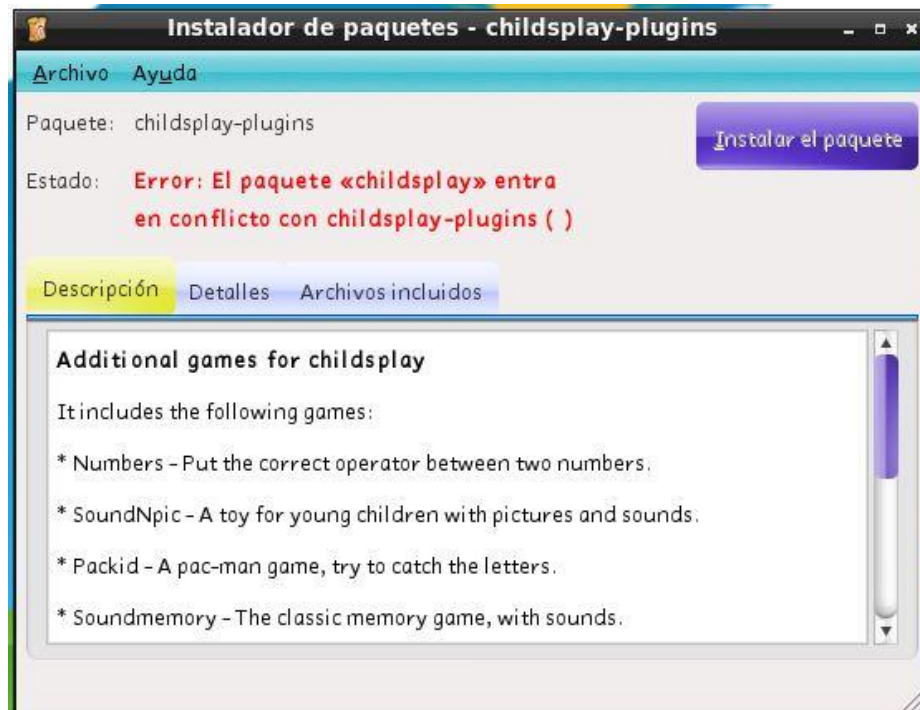 Instalador de paquetes - childsplay-plugins
Archivo Ayuda
Paquete: childsplay-plugins
Instalar el paquete
Estado: Error: El paquete «childsplay» entra
en conflicto con childsplay-plugins ( )
Descripción Detalles Archivos incluidos
Additional games for childsplay
It includes the following games:
* Numbers - Put the correct operator between two numbers.
* SoundNpic - A toy for young children with pictures and sounds.
* Packid - A pac-man game, try to catch the letters.
* Soundmemory - The classic memory game, with sounds.